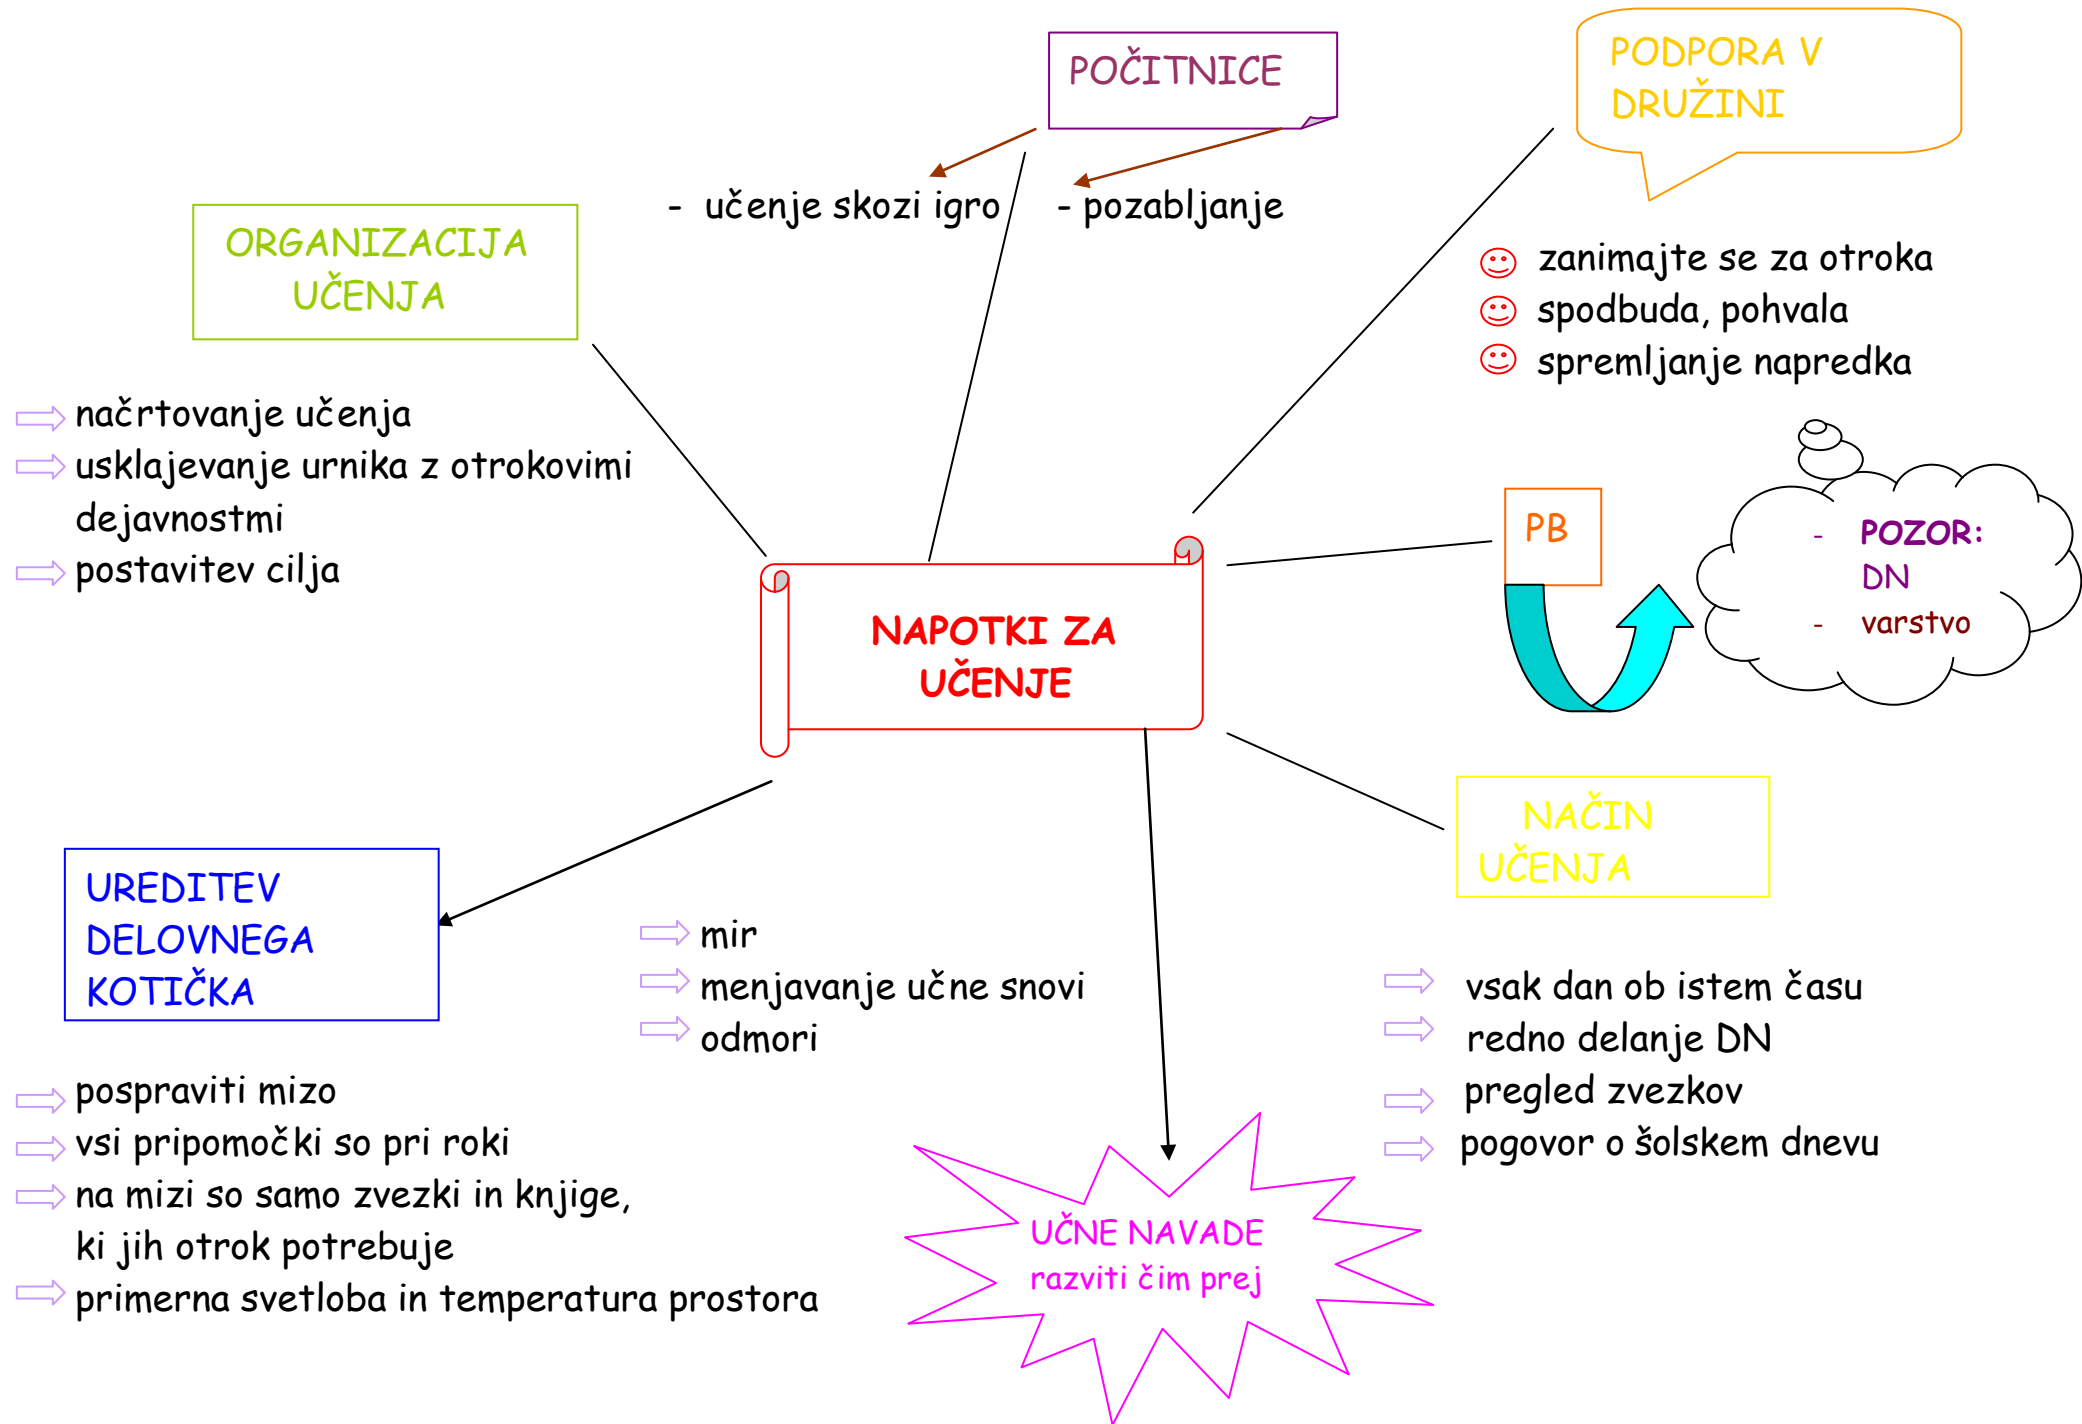 POČITNICE
- učenje skozi igro
- pozabljanje
PODPORA V
DRUŽINI
zanimajte se za otroka
spodbuda, pohvala
spremljanje napredka
ORGANIZACIJA
UČENJA
načrtovanje učenja
usklajevanje urnika z otrokovimi
dejavnostmi
postavitev cilja
PB
- POZOR:
DN
- varstvo
NAPOTKI ZA
UČENJE
NAČIN
UČENJA
vsak dan ob istem času
redno delanje DN
pregled zvezkov
pogovor o šolskem dnevu
UREDITEV
DELOVNEGA
KOTIČKA
mir
menjavanje učne snovi
odmori
pospraviti mizo
vsi pripomočki so pri roki
na mizi so samo zvezki in knjige,
ki jih otrok potrebuje
primerna svetloba in temperatura prostora
UČNE NAVADE
razviti čim prej